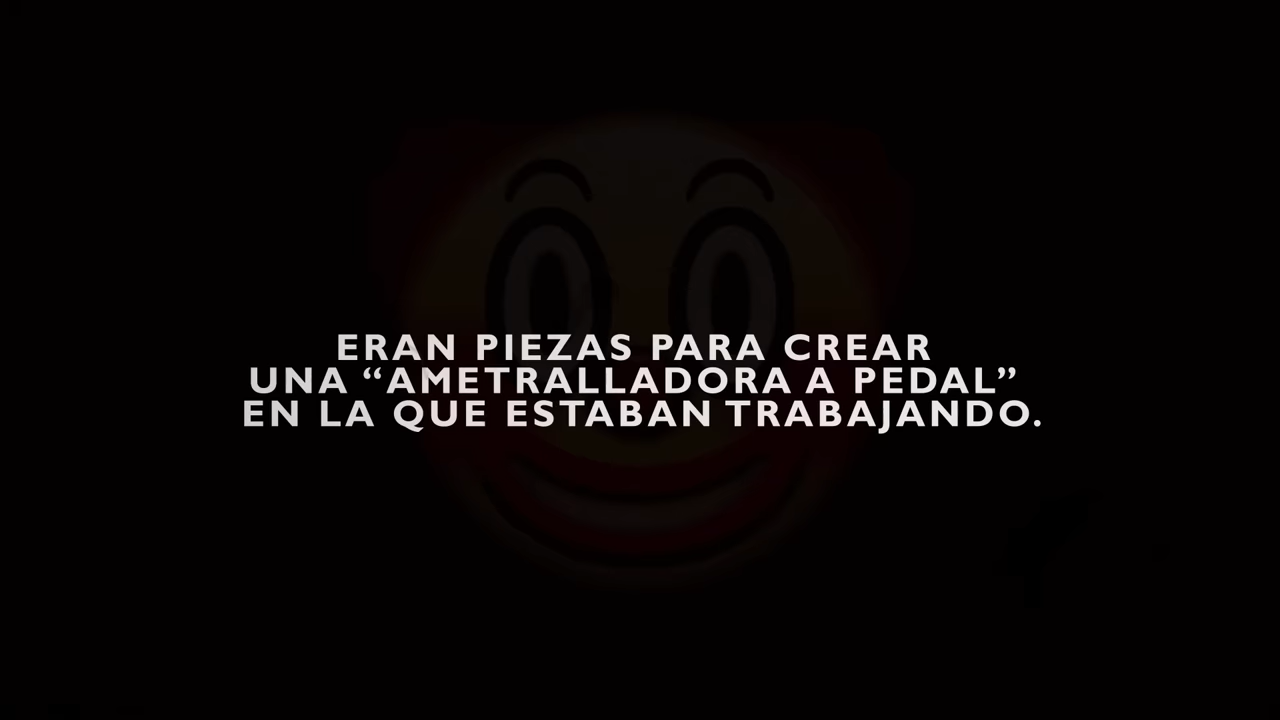 ERAN PIEZAS PARA CREAR
UNA “AMETRALLADORA A PEDAL”
EN LA QUE ESTABAN TRABAJANDO.